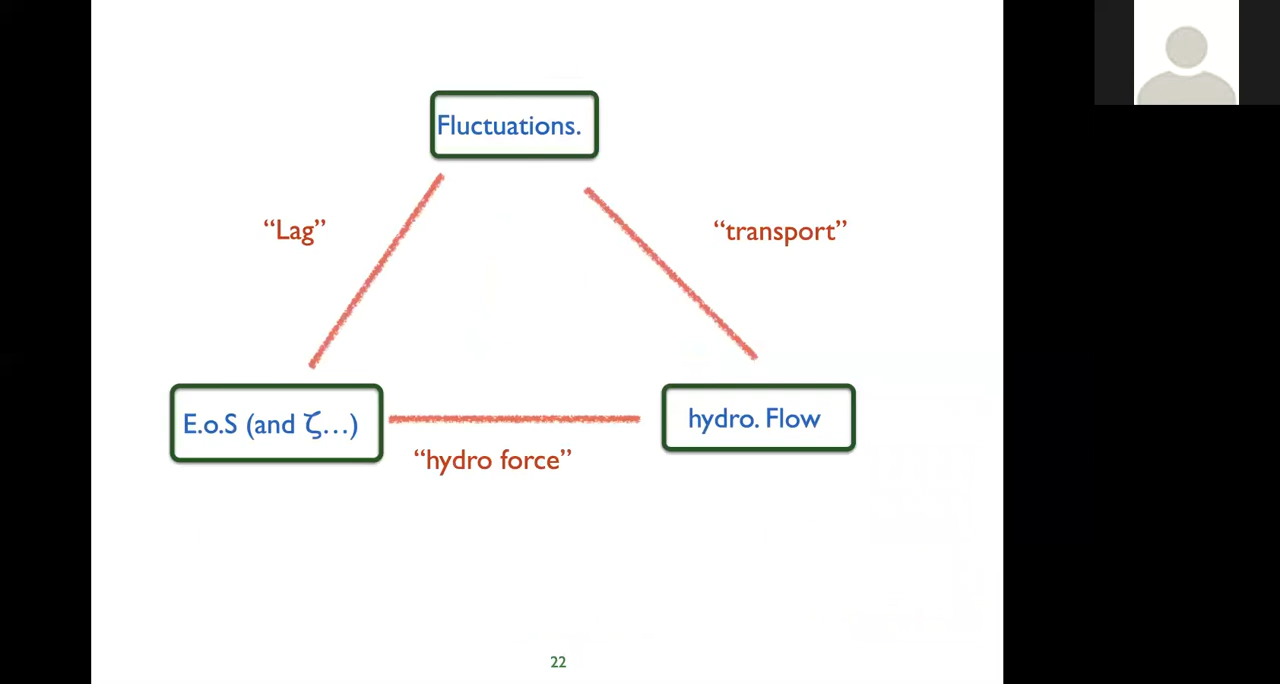 Fluctuations.
“Lag”
“transport”
E.o.S (and ζ...)
hydro. Flow
“hydro force”
22